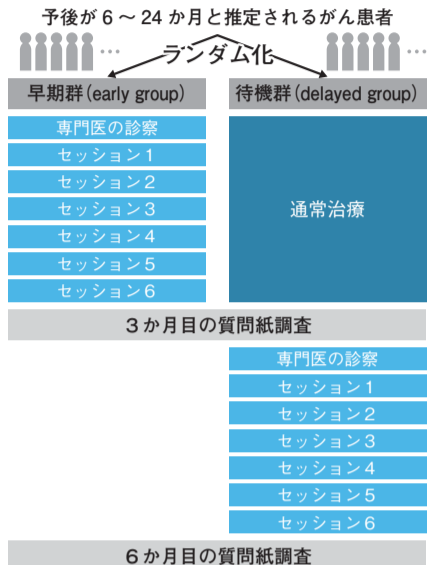 予後が6～24か月と推定されるがん患者
… ランダム化 …
早期群(early group)
待機群(delayed group)
専門医の診察
セッション1
セッション2
セッション3
セッション4
セッション5
セッション6
通常治療
3か月目の質問紙調査
専門医の診察
セッション1
セッション2
セッション3
セッション4
セッション5
セッション6
6か月目の質問紙調査